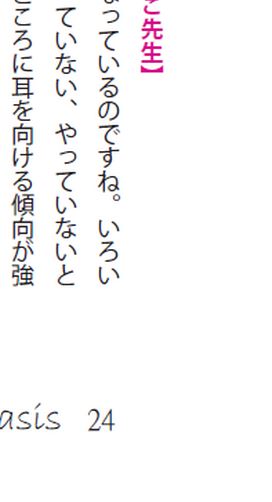 こ先生】
っているのですね。いろい
ていない、やっていないと
ころに耳を向ける傾向が強
asis 24